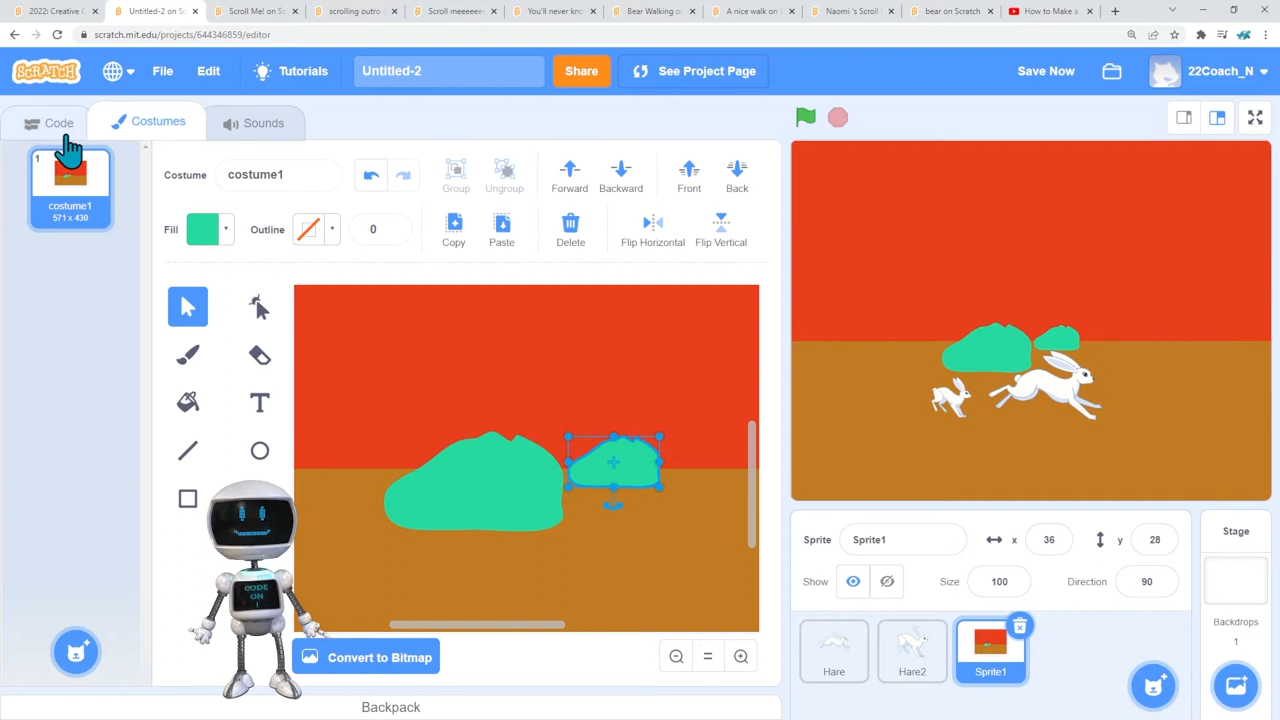 2022: Creative C
Untitled-2 on S
Scroll Me! on Sc
scrolling outro
Scroll meeeeee
You'll never kno
Bear Walking o
A nice walk on S
Naomi 's Scroll
bear on Scratch
How to Make a
scratch.mit.edu/projects/644346859/editor
SCRATCH
File
Edit
Tutorials
Untitled-2
Share
See Project Page
Save Now
22Coach_N
Code
Costumes
Sounds
1
costume1
571 x 430
Costume
costume1
Group
Ungroup
Forward
Backward
Front
Back
Fill
Outline
0
Copy
Paste
Delete
Flip Horizontal
Flip Vertical
T
CODE
ON
!
Convert to Bitmap
Backpack
Sprite
Sprite1
x
36
y
28
Show
Size
100
Direction
90
Hare
Hare2
Sprite1
Stage
Backdrops
1